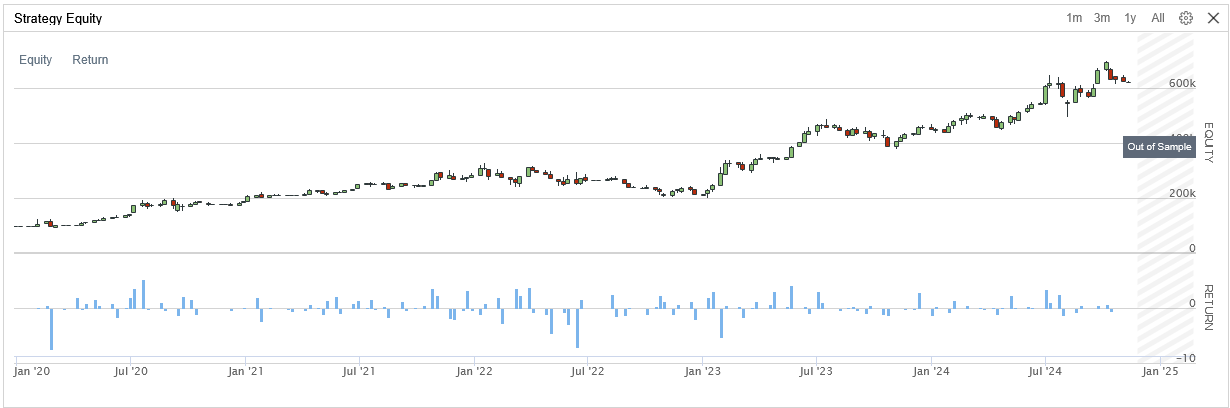 Strategy Equity
1m 3m 1y All
Equity Return
600k
400k
Out of Sample
EQUITY
200k
0
0
RETURN
-10
Jan '20 Jul '20 Jan '21 Jul '21 Jan '22 Jul '22 Jan '23 Jul '23 Jan '24 Jul '24 Jan '25